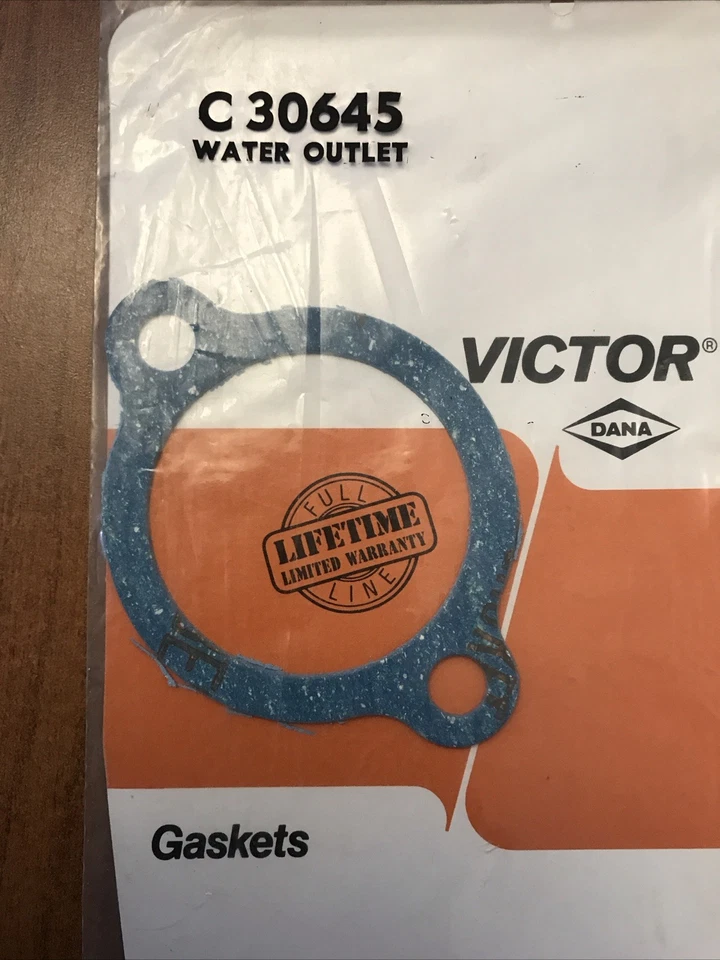 C 30645
WATER OUTLET
VICTOR®
DANA
FULL
LIFETIME
LIMITED WARRANTY
LINE
Gaskets